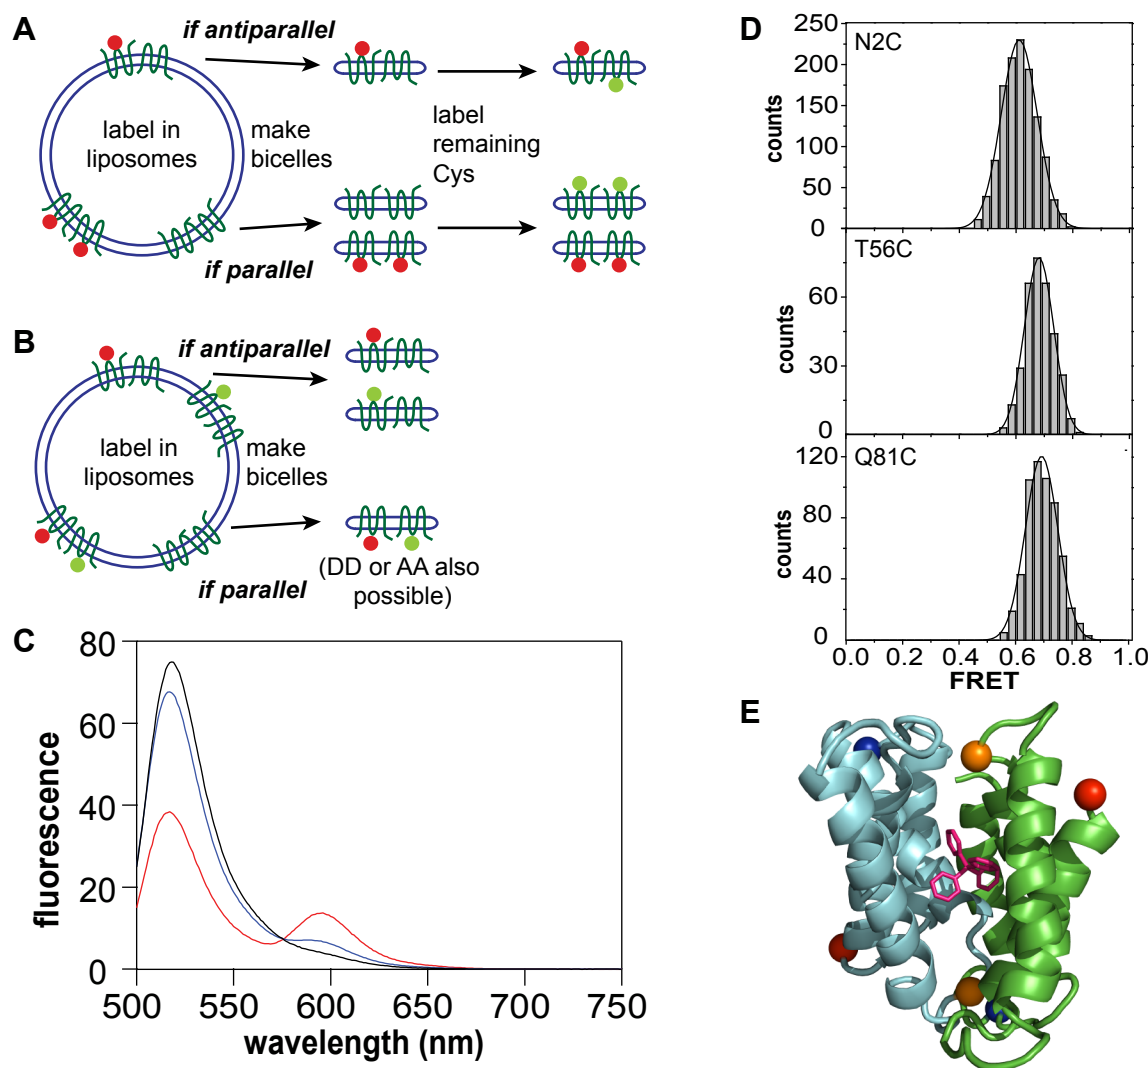 A
if antiparallel
label in
liposomes
make
bicelles
label
remaining
Cys
if parallel
B
if antiparallel
label in
liposomes
make
bicelles
if parallel
(DD or AA also
possible)
C
80
60
40
20
0
fluorescence
500 550 600 650 700 750
wavelength (nm)
D
N2C
250
200
150
100
50
0
counts
T56C
60
30
0
counts
Q81C
120
80
40
0
counts
0.0 0.2 0.4 0.6 0.8 1.0
FRET
E